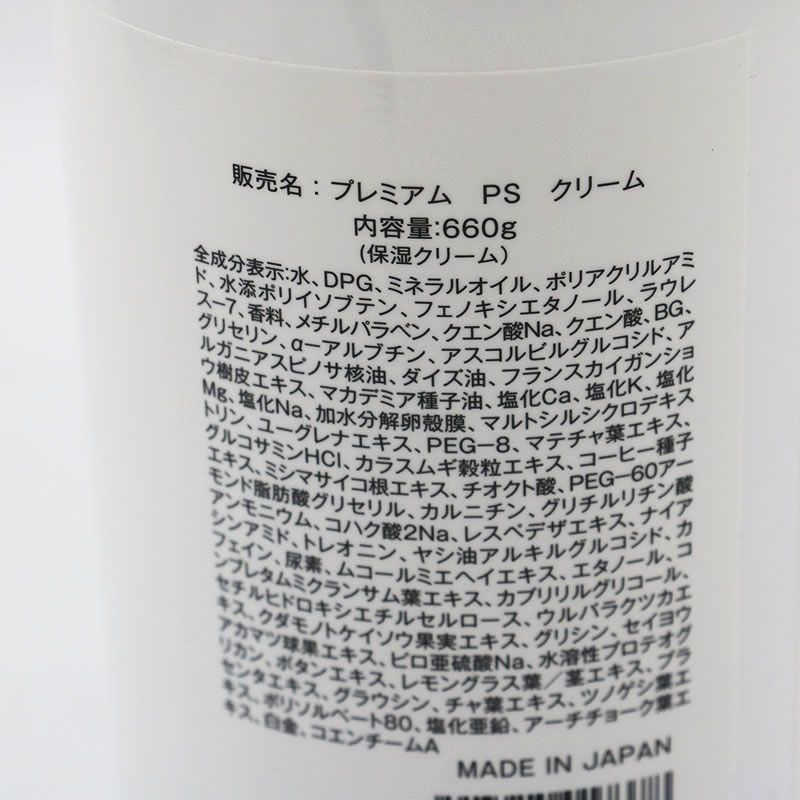 販売名：プレミアム　PS　クリーム
内容量:660g
(保湿クリーム)
全成分表示:水、DPG、ミネラルオイル、ポリアクリルアミ
ド、水添ポリイソブテン、フェノキシエタノール、ラウレ
ス−7、香料、メチルパラベン、クエン酸Na、クエン酸、BG、
グリセリン、α−アルブチン、アスコルビルグルコシド、ア
ルガニアスピノサ核油、ダイズ油、フランスカイガンショ
ウ樹皮エキス、マカデミア種子油、塩化Ca、塩化K、塩化
Mg、塩化Na、加水分解卵殻膜、マルトシルシクロデキス
トリン、ユーグレナエキス、PEG−8、マテチャ葉エキス、
グルコサミンHCl、カラスムギ穀粒エキス、コーヒー種子
エキス、ミシマサイコ根エキス、チオクト酸、PEG−60アー
モンド脂肪酸グリセリル、カルニチン、グリチルリチン酸
アンモニウム、コハク酸2Na、レスペデザエキス、ナイア
シンアミド、トレオニン、ヤシ油アルキルグルコシド、カ
フェイン、尿素、ムコールミエヘイエキス、エタノール、コ
ンブレタムミクランサム葉エキス、カプリリルグリコール、
セチルヒドロキシエチルセルロース、ウルバラクツカエ
キス、クダモノトケイソウ果実エキス、グリシン、セイヨウ
アカマツ球果エキス、ピロ亜硫酸Na、水溶性プロテオグ
リカン、ボタンエキス、レモングラス葉／茎エキス、プラ
センタエキス、グラウシン、チャ葉エキス、ツノゲシ葉エ
キス、ポリソルベート80、塩化亜鉛、アーチチョーク葉エ
キス、白金、コエンチームA
MADE IN JAPAN